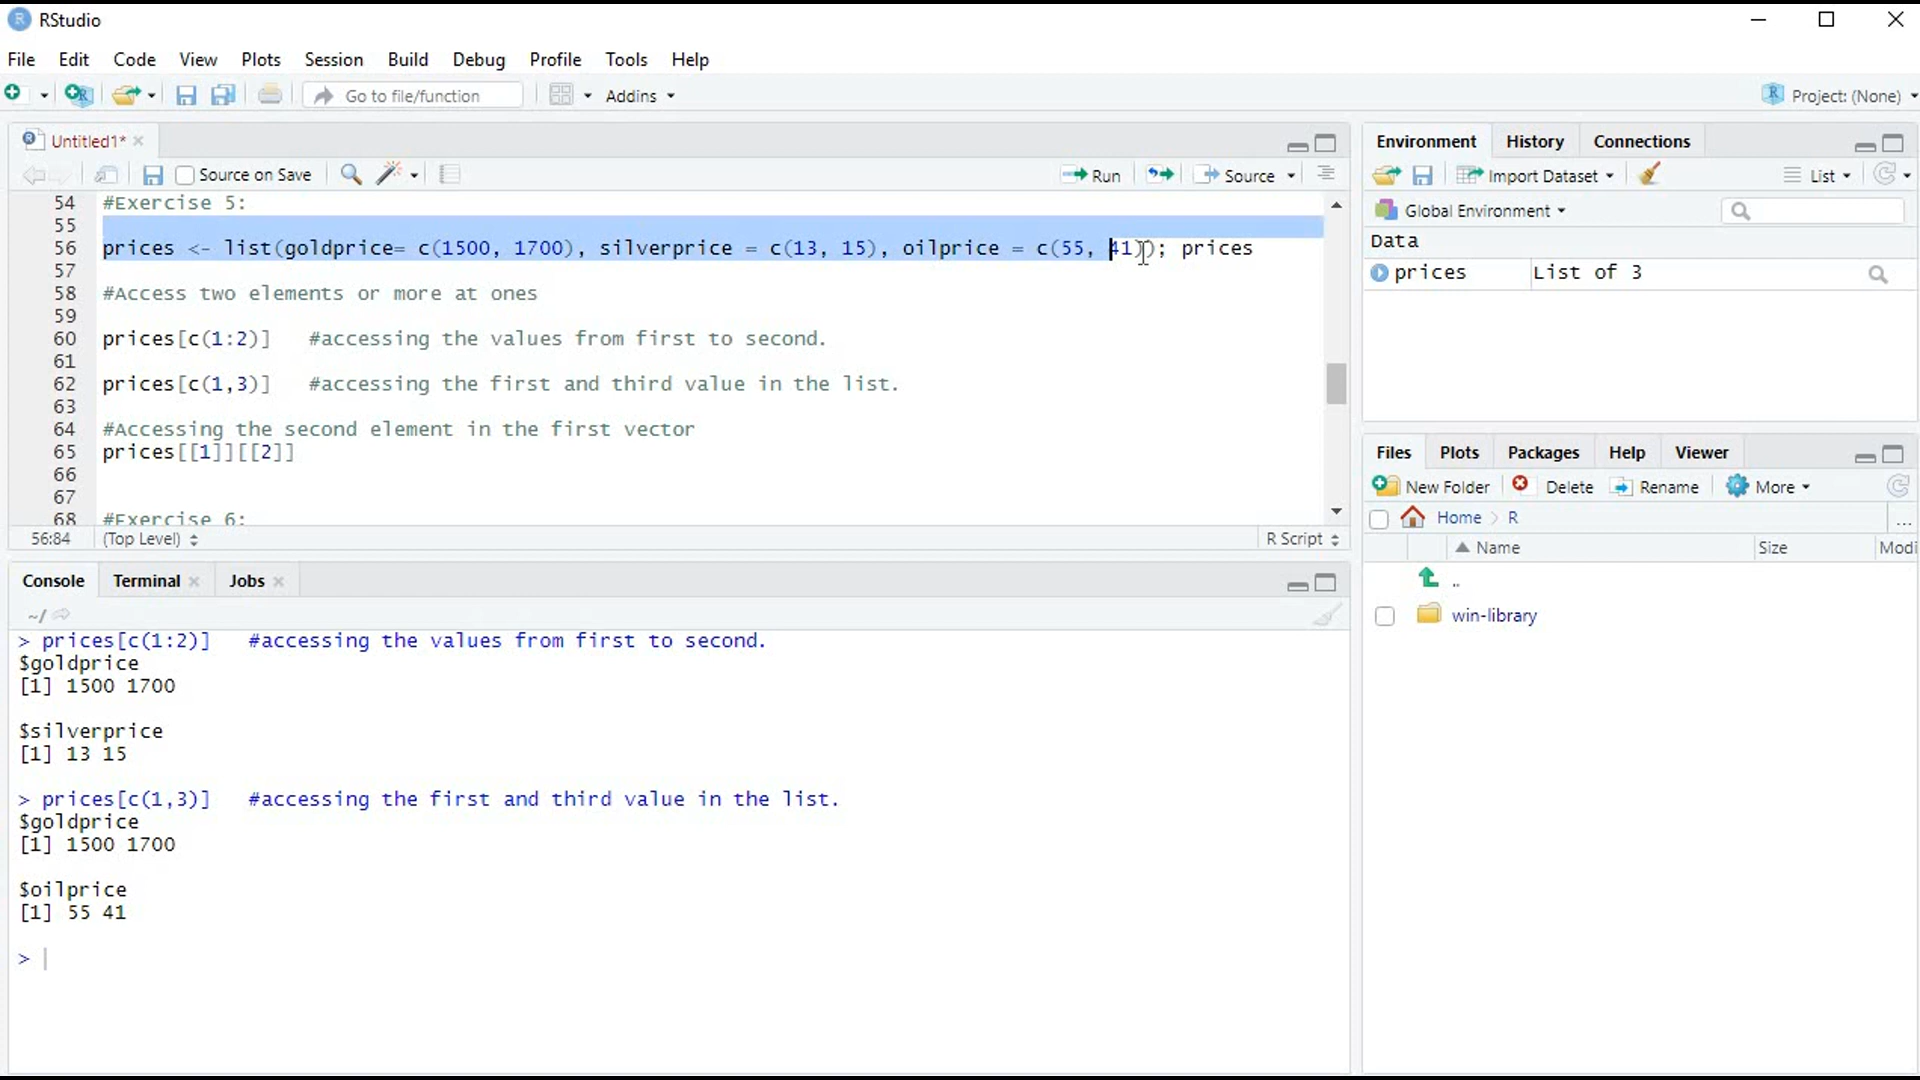 RStudio
File Edit Code View Plots Session Build Debug Profile Tools Help
Go to file/function Addins Project: (None)
Untitled1*
Source on Save Run Source
54 #Exercise 5:
55
56 prices <- list(goldprice= c(1500, 1700), silverprice = c(13, 15), oilprice = c(55, 41)); prices
57
58 #Access two elements or more at ones
59
60 prices[c(1:2)] #accessing the values from first to second.
61
62 prices[c(1,3)] #accessing the first and third value in the list.
63
64 #Accessing the second element in the first vector
65 prices[[1]][[2]]
66
67
68 #Exercise 6:
56:84 (Top Level) R Script
Console Terminal Jobs
~/
> prices[c(1:2)] #accessing the values from first to second.
$goldprice
[1] 1500 1700
$silverprice
[1] 13 15
> prices[c(1,3)] #accessing the first and third value in the list.
$goldprice
[1] 1500 1700
$oilprice
[1] 55 41
>
Environment History Connections
Import Dataset List
Global Environment
Data
prices List of 3
Files Plots Packages Help Viewer
New Folder Delete Rename More
Home R ...
Name Size Modi
..
win-library